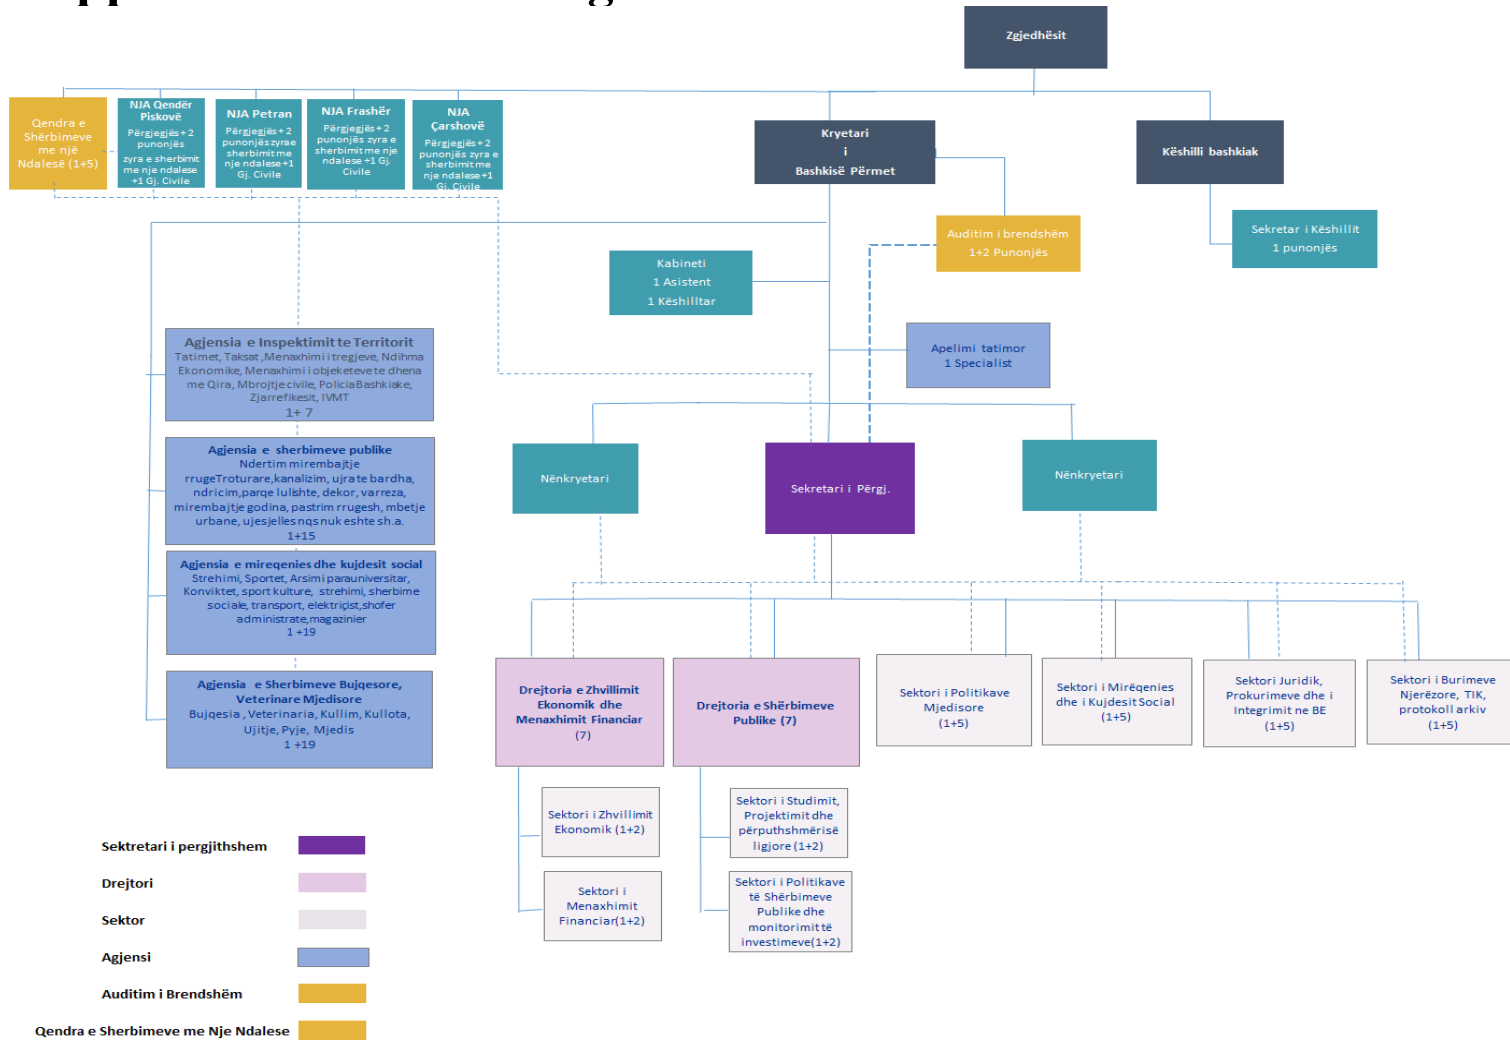 Zgjedhësit
Qendra e
Shërbimeve
me një
Ndalesë (1+5)
NJA Qendër
Piskovë
Përgjegjës+ 2
punonjës
zyra e sherbimit
me nje ndalese
+1 Gj. Civile
NJA Petran
Përgjegjës+ 2
punonjëszyrae
sherbimit me
nje ndalese +1
Gj. Civile
NJA Frashër
Përgjegjës+ 2
punonjës zyra e
sherbimit me nje
ndalese +1 Gj.
Civile
NJA
Çarshovë
Përgjegjës+ 2
punonjës zyra e
sherbimit me
nje ndalese +1
Gj. Civile
Kryetari
i
Bashkisë Përmet
Këshilli bashkiak
Auditim i brendshëm
1+2 Punonjës
Sekretar i Këshillit
1 punonjës
Kabineti
1 Asistent
1 Këshilltar
Apelimi tatimor
1 Specialist
Agjensia e Inspektimit te Territorit
Tatimet, Taksat ,Menaxhimi i tregjeve, Ndihma
Ekonomike, Menaxhimi i objeketeve te dhena
me Qira, Mbrojtje civile, Policia Bashkiake,
Zjarrefikesit, IVMT
1+ 7
Agjensia e sherbimeve publike
Ndertim mirembajtje
rrugeTroturare,kanalizim, ujra te bardha,
ndricim,parqe lulishte, dekor, varreza,
mirembajtje godina, pastrim rrugesh, mbetje
urbane, ujesjelles nqs nuk eshte sh.a.
1+15
Agjensia e mireqenies dhe kujdesit social
Strehimi, Sportet, Arsimi parauniversitar,
Konviktet, sport kulture, strehimi, sherbime
sociale, transport, elektriçist,shofer
administrate,magazinier
1 +19
Agjensia e Sherbimeve Bujqesore,
Veterinare Mjedisore
Bujqesia , Veterinaria, Kullim, Kullota,
Ujitje, Pyje, Mjedis
1 +19
Nënkryetari
Sekretari i Përgj.
Nënkryetari
Drejtoria e Zhvillimit
Ekonomik dhe
Menaxhimit Financiar
(7)
Drejtoria e Shërbimeve
Publike (7)
Sektori i Politikave
Mjedisore
(1+5)
Sektori i Mirëqenies
dhe i Kujdesit Social
(1+5)
Sektori Juridik,
Prokurimeve dhe i
Integrimit ne BE
(1+5)
Sektori i Burimeve
Njerëzore, TIK,
protokoll arkiv
(1+5)
Sektori i Zhvillimit
Ekonomik (1+2)
Sektori i
Menaxhimit
Financiar(1+2)
Sektori i Studimit,
Projektimit dhe
përputhshmërisë
ligjore (1+2)
Sektori i Politikave
të Shërbimeve
Publike dhe
monitorimit të
investimeve(1+2)
Sektretari i pergjithshem
Drejtori
Sektor
Agjensi
Auditim i Brendshëm
Qendra e Sherbimeve me Nje Ndalese